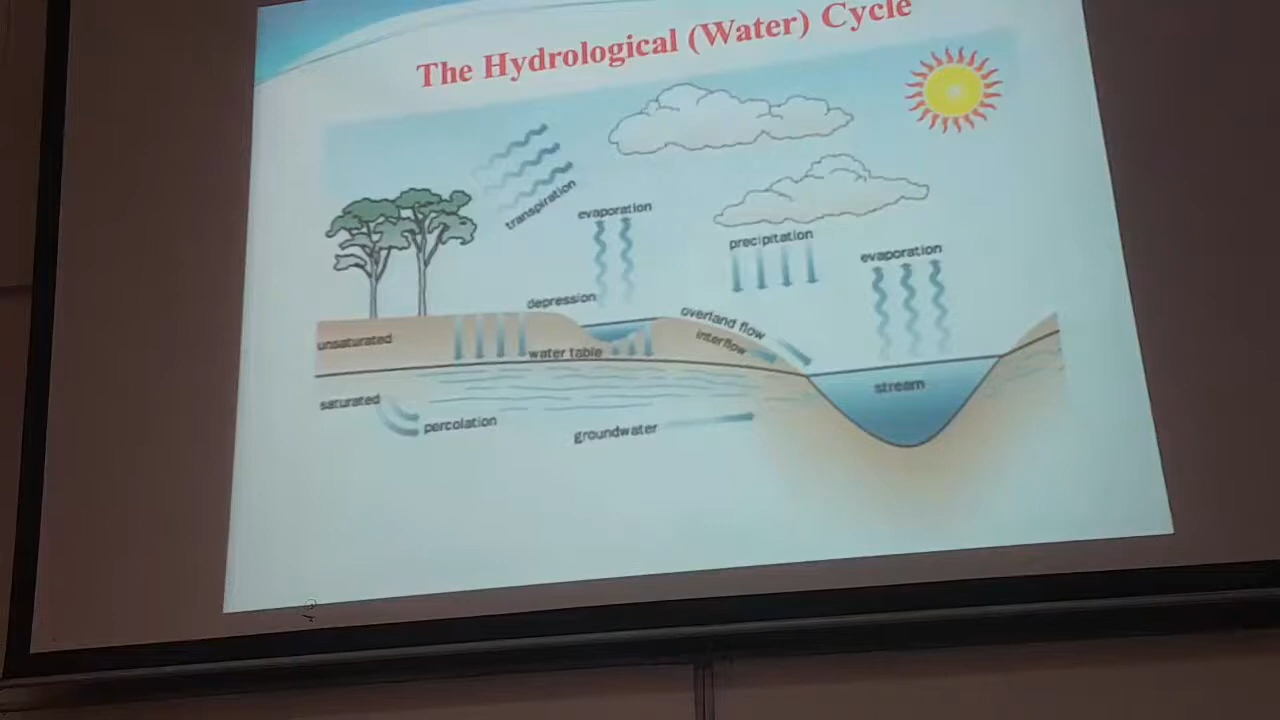 The Hydrological (Water) Cycle
transpiration
evaporation
precipitation
evaporation
depression
overland flow
interflow
unsaturated
water table
stream
saturated
percolation
groundwater